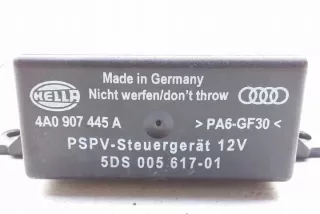 HELLA
Made in Germany
Nicht werfen/don't throw
4A0 907 445 A
> PA6-GF30 <
PSPV-Steuergerät 12V
5DS 005 617-01